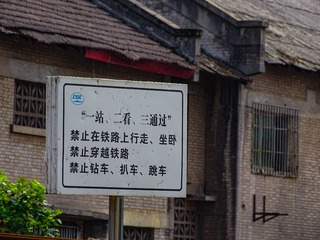 “一站、二看、三通过”
禁止在铁路上行走、坐卧
禁止穿越铁路
禁止钻车、扒车、跳车